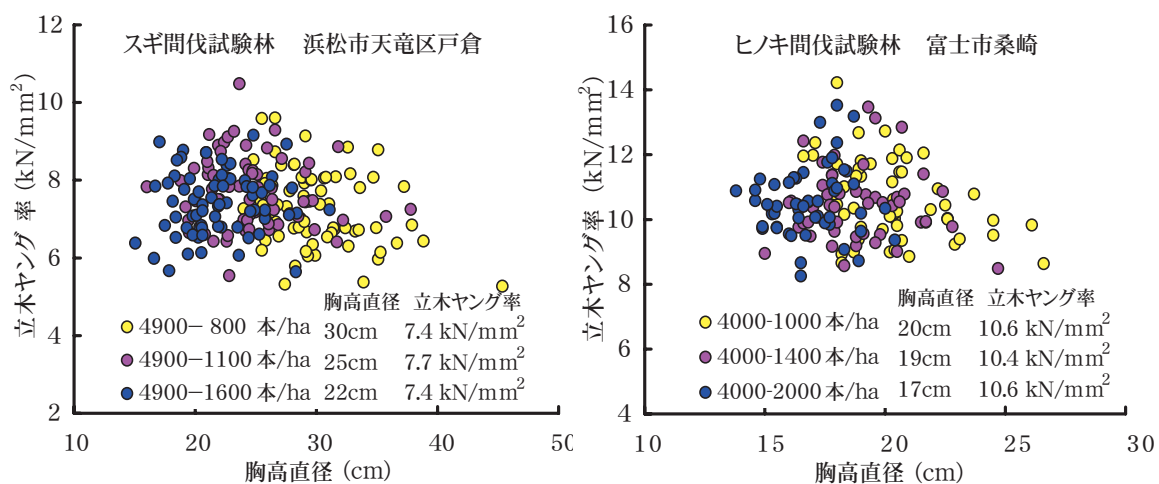 スギ間伐試験林 浜松市天竜区戸倉
立木ヤング率 (kN/mm²)
12
10
8
6
4
2
胸高直径 立木ヤング率
4900－800 本/ha 30cm 7.4 kN/mm²
4900－1100 本/ha 25cm 7.7 kN/mm²
4900－1600 本/ha 22cm 7.4 kN/mm²
10 20 30 40 50
胸高直径 (cm)
ヒノキ間伐試験林 富士市桑崎
立木ヤング率 (kN/mm²)
16
14
12
10
8
6
4
胸高直径 立木ヤング率
4000-1000 本/ha 20cm 10.6 kN/mm²
4000-1400 本/ha 19cm 10.4 kN/mm²
4000-2000 本/ha 17cm 10.6 kN/mm²
10 15 20 25 30
胸高直径 (cm)